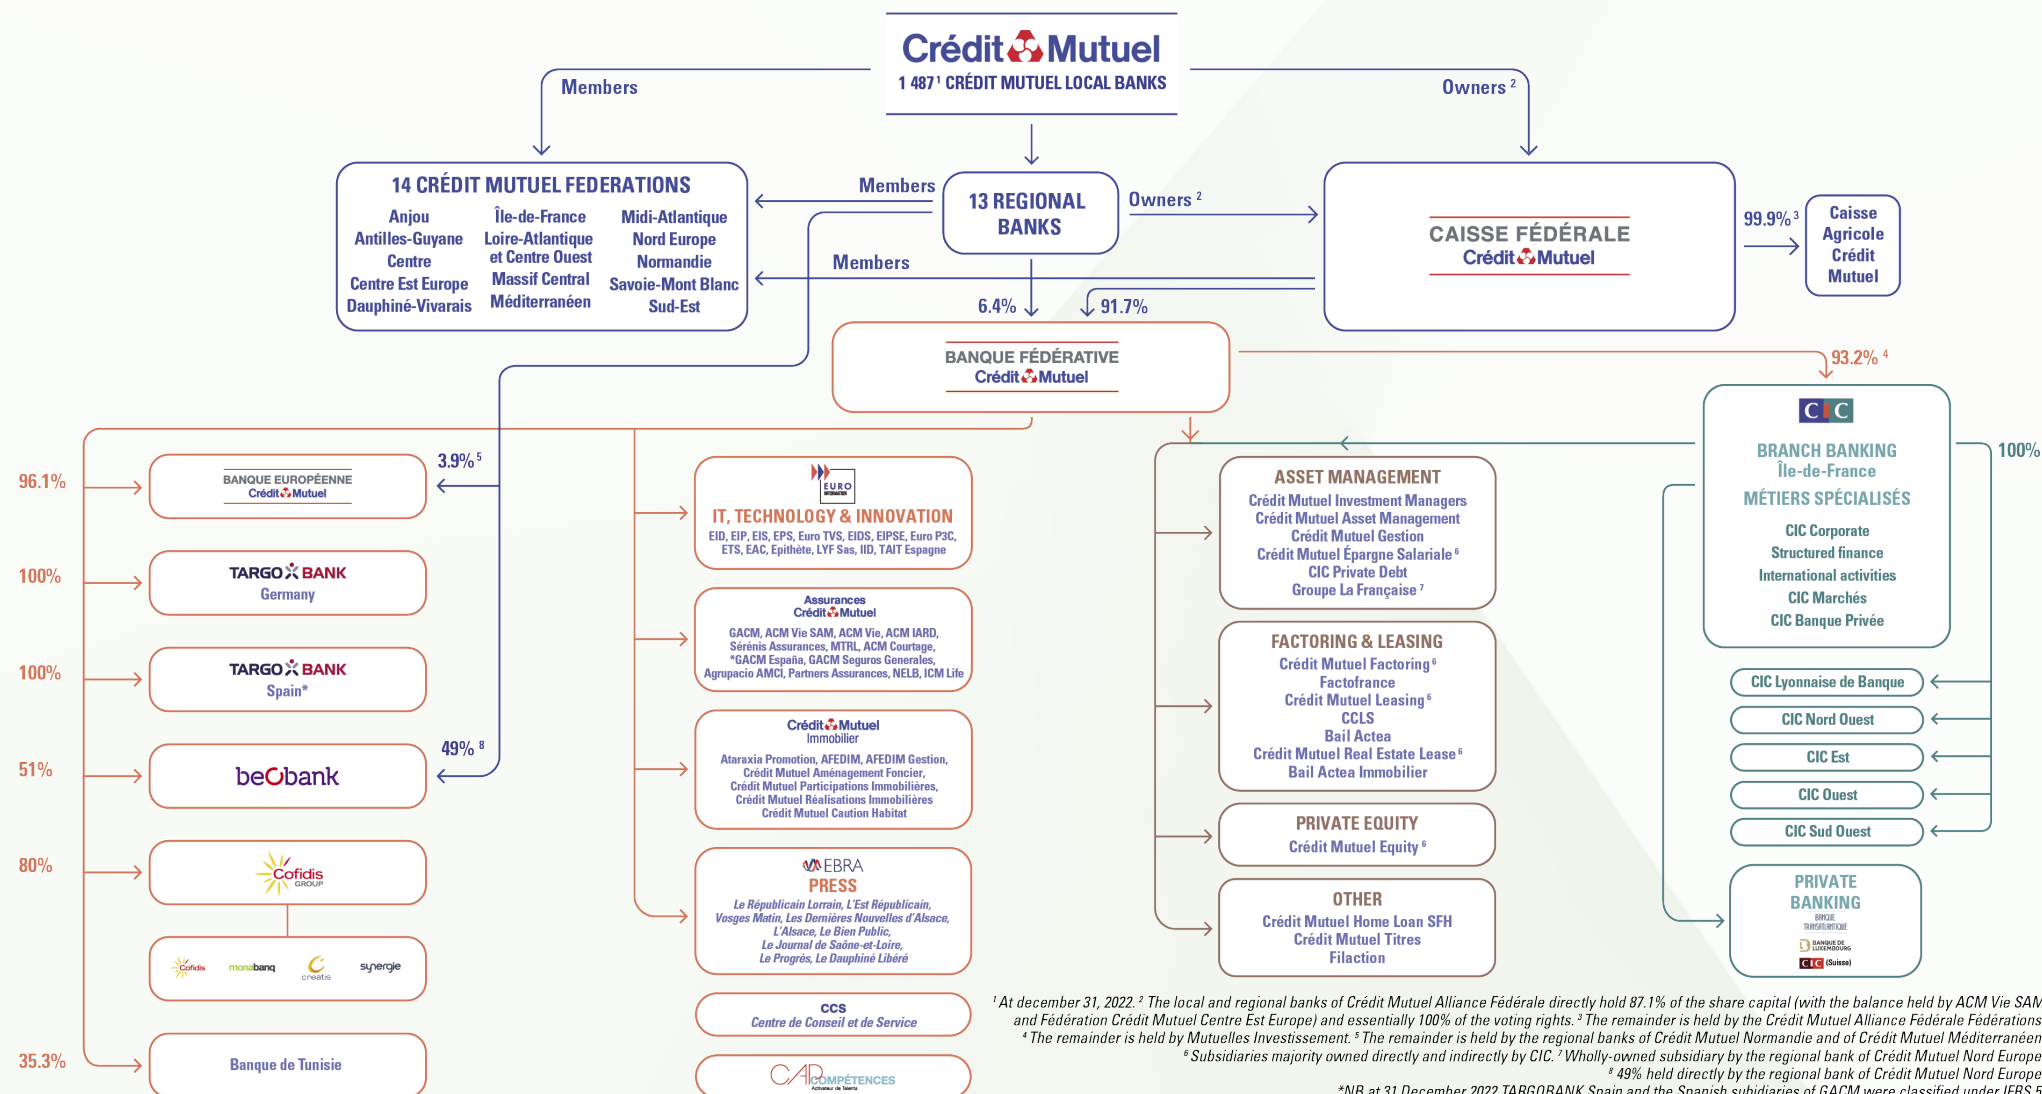 Crédit Mutuel
1 487¹ CRÉDIT MUTUEL LOCAL BANKS
Members
Owners ²
14 CRÉDIT MUTUEL FEDERATIONS
Anjou
Antilles-Guyane
Centre
Centre Est Europe
Dauphiné-Vivarais
Île-de-France
Loire-Atlantique
et Centre Ouest
Massif Central
Méditerranéen
Midi-Atlantique
Nord Europe
Normandie
Savoie-Mont Blanc
Sud-Est
Members
13 REGIONAL
BANKS
Owners ²
Members
CAISSE FÉDÉRALE
Crédit Mutuel
99.9% ³
Caisse
Agricole
Crédit
Mutuel
6.4%
91.7%
BANQUE FÉDÉRATIVE
Crédit Mutuel
93.2% ⁴
96.1%
BANQUE EUROPÉENNE
Crédit Mutuel
3.9% ⁵
100%
TARGO BANK
Germany
100%
TARGO BANK
Spain*
51%
beobank
49% ⁸
80%
Cofidis
GROUP
Cofidis
monabanq
creatis
synergie
35.3%
Banque de Tunisie
EURO
INFORMATION
IT, TECHNOLOGY & INNOVATION
EID, EIP, EIS, EPS, Euro TVS, EIDS, EIPSE, Euro P3C,
ETS, EAC, Epithète, LYF Sas, IID, TAIT Espagne
Assurances
Crédit Mutuel
GACM, ACM Vie SAM, ACM Vie, ACM IARD,
Sérénis Assurances, MTRL, ACM Courtage,
*GACM España, GACM Seguros Generales,
Agrupacio AMCI, Partners Assurances, NELB, ICM Life
Crédit Mutuel
Immobilier
Ataraxia Promotion, AFEDIM, AFEDIM Gestion,
Crédit Mutuel Aménagement Foncier,
Crédit Mutuel Participations Immobilières,
Crédit Mutuel Réalisations Immobilières
Crédit Mutuel Caution Habitat
EBRA
PRESS
Le Républicain Lorrain, L'Est Républicain,
Vosges Matin, Les Dernières Nouvelles d'Alsace,
L'Alsace, Le Bien Public,
Le Journal de Saône-et-Loire,
Le Progrès, Le Dauphiné Libéré
CCS
Centre de Conseil et de Service
CAP COMPÉTENCES
Activateur de Talents
ASSET MANAGEMENT
Crédit Mutuel Investment Managers
Crédit Mutuel Asset Management
Crédit Mutuel Gestion
Crédit Mutuel Épargne Salariale ⁶
CIC Private Debt
Groupe La Française ⁷
FACTORING & LEASING
Crédit Mutuel Factoring ⁶
Factofrance
Crédit Mutuel Leasing ⁶
CCLS
Bail Actea
Crédit Mutuel Real Estate Lease ⁶
Bail Actea Immobilier
PRIVATE EQUITY
Crédit Mutuel Equity ⁶
OTHER
Crédit Mutuel Home Loan SFH
Crédit Mutuel Titres
Filaction
CIC
BRANCH BANKING
Île-de-France
MÉTIERS SPÉCIALISÉS
CIC Corporate
Structured finance
International activities
CIC Marchés
CIC Banque Privée
100%
CIC Lyonnaise de Banque
CIC Nord Ouest
CIC Est
CIC Ouest
CIC Sud Ouest
PRIVATE
BANKING
BANQUE
TRANSATLANTIQUE
BANQUE DE
LUXEMBOURG
CIC (Suisse)
¹ At december 31, 2022. ² The local and regional banks of Crédit Mutuel Alliance Fédérale directly hold 87.1% of the share capital (with the balance held by ACM Vie SAM
and Fédération Crédit Mutuel Centre Est Europe) and essentially 100% of the voting rights. ³ The remainder is held by the Crédit Mutuel Alliance Fédérale Fédérations
⁴ The remainder is held by Mutuelles Investissement. ⁵ The remainder is held by the regional banks of Crédit Mutuel Normandie and of Crédit Mutuel Méditerranéen
⁶ Subsidiaries majority owned directly and indirectly by CIC. ⁷ Wholly-owned subsidiary by the regional bank of Crédit Mutuel Nord Europe
⁸ 49% held directly by the regional bank of Crédit Mutuel Nord Europe
*NB at 31 December 2022 TARGOBANK Spain and the Spanish subidiaries of GACM were classified under IFRS 5